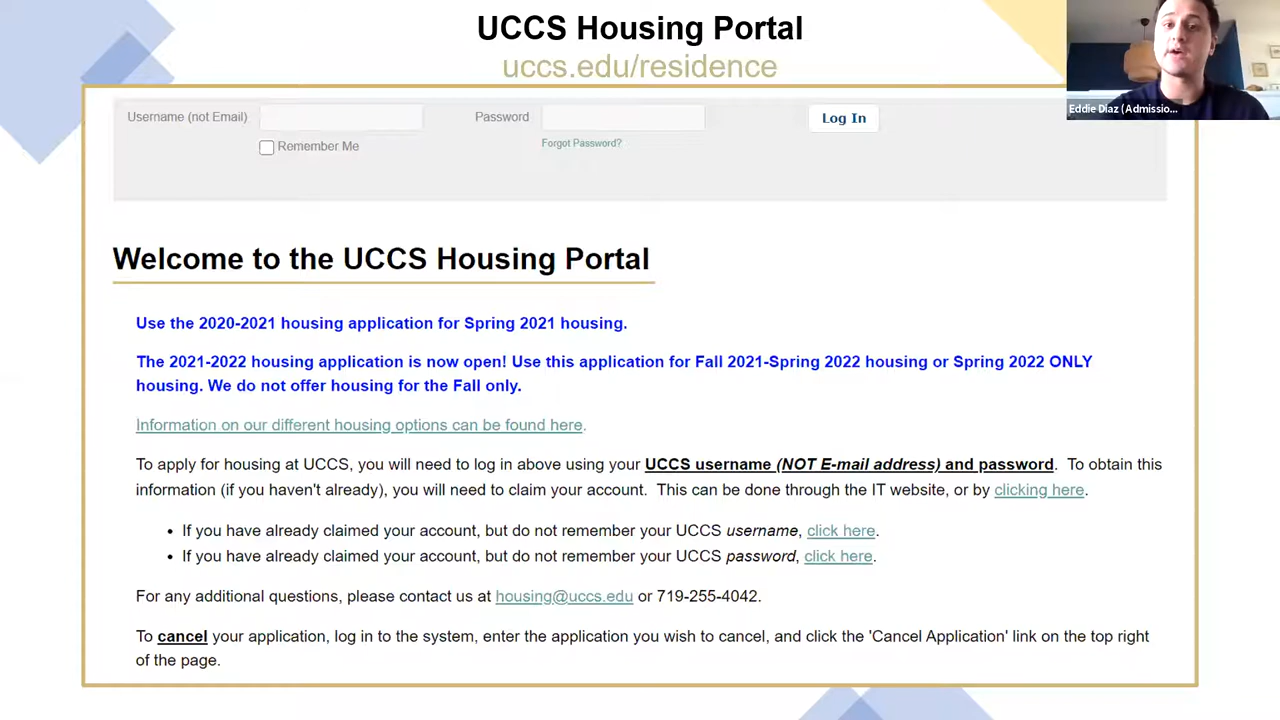 UCCS Housing Portal
uccs.edu/residence
Eddie Diaz (Admissio...
Username (not Email)
Password
Log In
Remember Me
Forgot Password?
Welcome to the UCCS Housing Portal
Use the 2020-2021 housing application for Spring 2021 housing.
The 2021-2022 housing application is now open! Use this application for Fall 2021-Spring 2022 housing or Spring 2022 ONLY
housing. We do not offer housing for the Fall only.
Information on our different housing options can be found here.
To apply for housing at UCCS, you will need to log in above using your UCCS username (NOT E-mail address) and password.  To obtain this
information (if you haven't already), you will need to claim your account.  This can be done through the IT website, or by clicking here.
• If you have already claimed your account, but do not remember your UCCS username, click here.
• If you have already claimed your account, but do not remember your UCCS password, click here.
For any additional questions, please contact us at housing@uccs.edu or 719-255-4042.
To cancel your application, log in to the system, enter the application you wish to cancel, and click the 'Cancel Application' link on the top right
of the page.